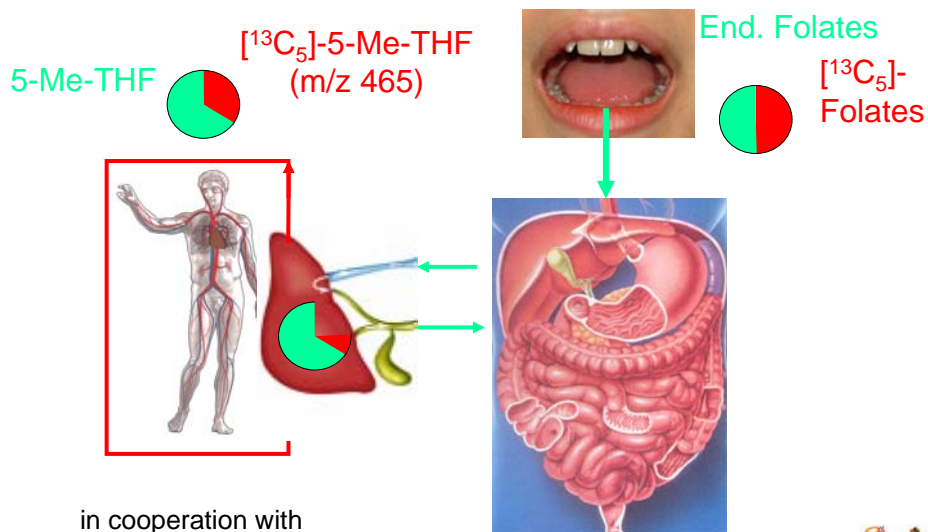 5-Me-THF
[¹³C₅]-5-Me-THF
(m/z 465)
End. Folates
[¹³C₅]-
Folates
in cooperation with